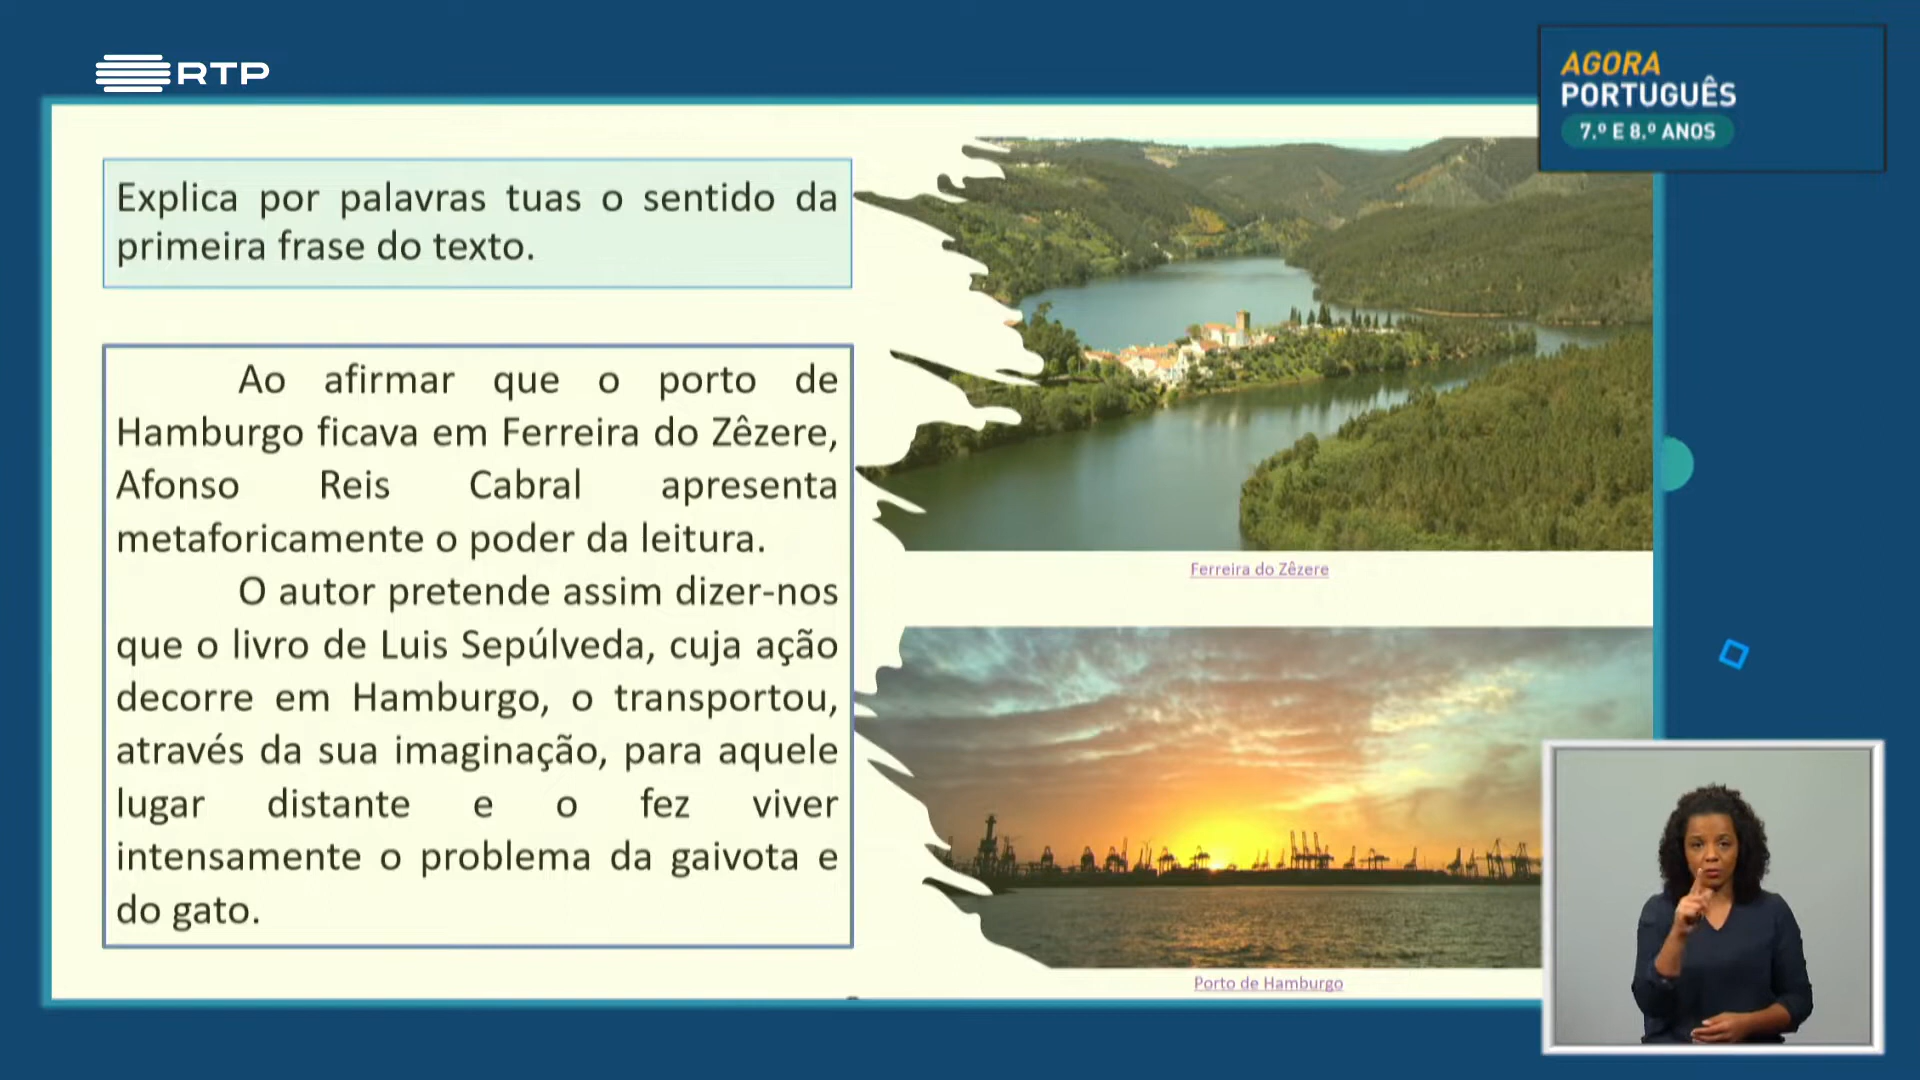 RTP
AGORA
PORTUGUÊS
7.º E 8.º ANOS
Explica por palavras tuas o sentido da
primeira frase do texto.
Ao afirmar que o porto de
Hamburgo ficava em Ferreira do Zêzere,
Afonso Reis Cabral apresenta
metaforicamente o poder da leitura.
O autor pretende assim dizer-nos
que o livro de Luis Sepúlveda, cuja ação
decorre em Hamburgo, o transportou,
através da sua imaginação, para aquele
lugar distante e o fez viver
intensamente o problema da gaivota e
do gato.
Ferreira do Zêzere
Porto de Hamburgo